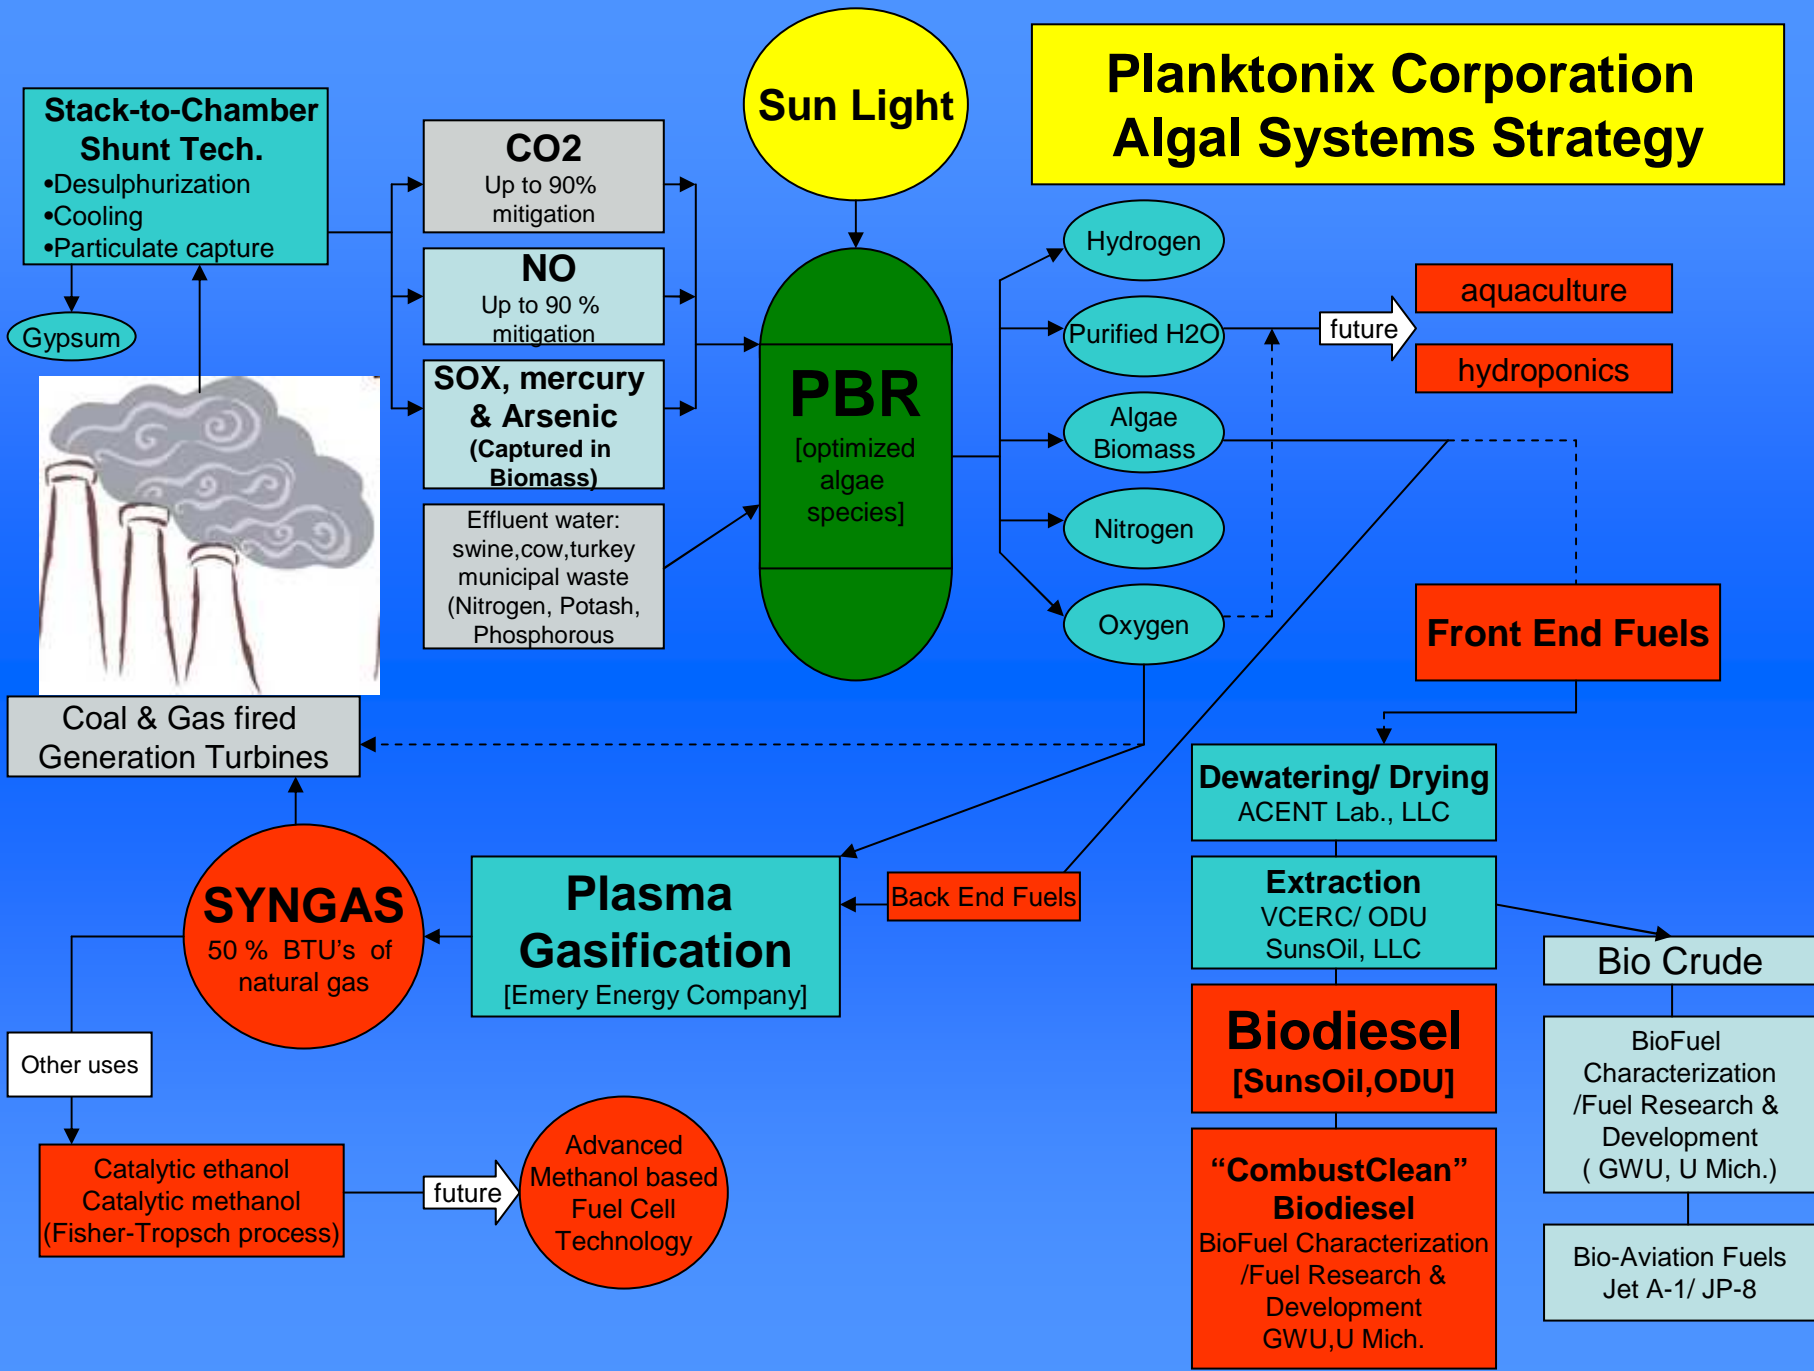 Planktonix Corporation
Algal Systems Strategy
Sun Light
Stack-to-Chamber
Shunt Tech.
•Desulphurization
•Cooling
•Particulate capture
Gypsum
CO2
Up to 90%
mitigation
NO
Up to 90 %
mitigation
SOX, mercury
& Arsenic
(Captured in
Biomass)
Effluent water:
swine,cow,turkey
municipal waste
(Nitrogen, Potash,
Phosphorous
PBR
[optimized
algae
species]
Hydrogen
Purified H2O
Algae
Biomass
Nitrogen
Oxygen
future
aquaculture
hydroponics
Front End Fuels
Coal & Gas fired
Generation Turbines
SYNGAS
50 % BTU's of
natural gas
Plasma
Gasification
[Emery Energy Company]
Back End Fuels
Dewatering/ Drying
ACENT Lab., LLC
Extraction
VCERC/ ODU
SunsOil, LLC
Biodiesel
[SunsOil,ODU]
“CombustClean”
Biodiesel
BioFuel Characterization
/Fuel Research &
Development
GWU,U Mich.
Bio Crude
BioFuel
Characterization
/Fuel Research &
Development
( GWU, U Mich.)
Bio-Aviation Fuels
Jet A-1/ JP-8
Other uses
Catalytic ethanol
Catalytic methanol
(Fisher-Tropsch process)
future
Advanced
Methanol based
Fuel Cell
Technology